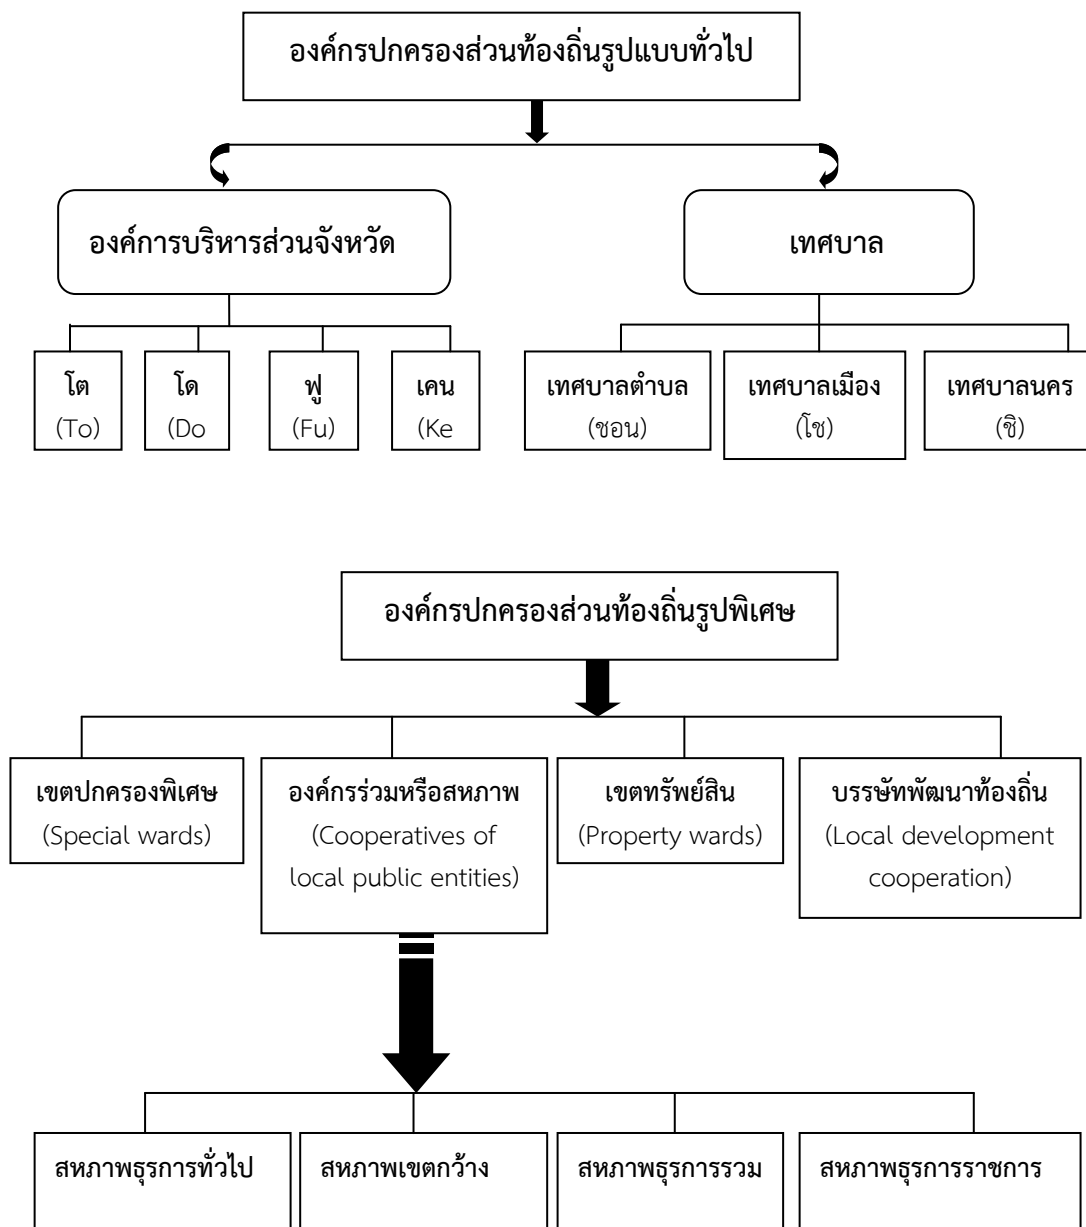 องค์กรปกครองส่วนท้องถิ่นรูปแบบทั่วไป
องค์การบริหารส่วนจังหวัด
เทศบาล
โต
(To)
โด
(Do
ฟู
(Fu)
เคน
(Ke
เทศบาลตำบล
(ชอน)
เทศบาลเมือง
(โช)
เทศบาลนคร
(ชิ)
องค์กรปกครองส่วนท้องถิ่นรูปพิเศษ
เขตปกครองพิเศษ
(Special wards)
องค์กรร่วมหรือสหภาพ
(Cooperatives of
local public entities)
เขตทรัพย์สิน
(Property wards)
บรรษัทพัฒนาท้องถิ่น
(Local development
cooperation)
สหภาพธุรการทั่วไป
สหภาพเขตกว้าง
สหภาพธุรการรวม
สหภาพธุรการราชการ